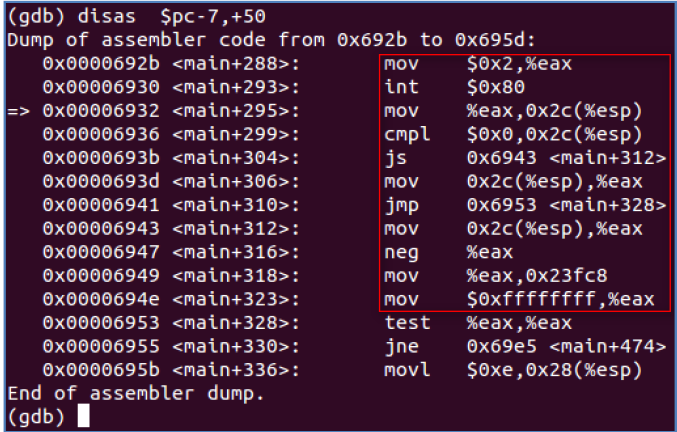 (gdb) disas  $pc-7,+50
Dump of assembler code from 0x692b to 0x695d:
   0x0000692b <main+288>:       mov    $0x2,%eax
   0x00006930 <main+293>:       int    $0x80
=> 0x00006932 <main+295>:       mov    %eax,0x2c(%esp)
   0x00006936 <main+299>:       cmpl   $0x0,0x2c(%esp)
   0x0000693b <main+304>:       js     0x6943 <main+312>
   0x0000693d <main+306>:       mov    0x2c(%esp),%eax
   0x00006941 <main+310>:       jmp    0x6953 <main+328>
   0x00006943 <main+312>:       mov    0x2c(%esp),%eax
   0x00006947 <main+316>:       neg    %eax
   0x00006949 <main+318>:       mov    %eax,0x23fc8
   0x0000694e <main+323>:       mov    $0xffffffff,%eax
   0x00006953 <main+328>:       test   %eax,%eax
   0x00006955 <main+330>:       jne    0x69e5 <main+474>
   0x0000695b <main+336>:       movl   $0xe,0x28(%esp)
End of assembler dump.
(gdb)